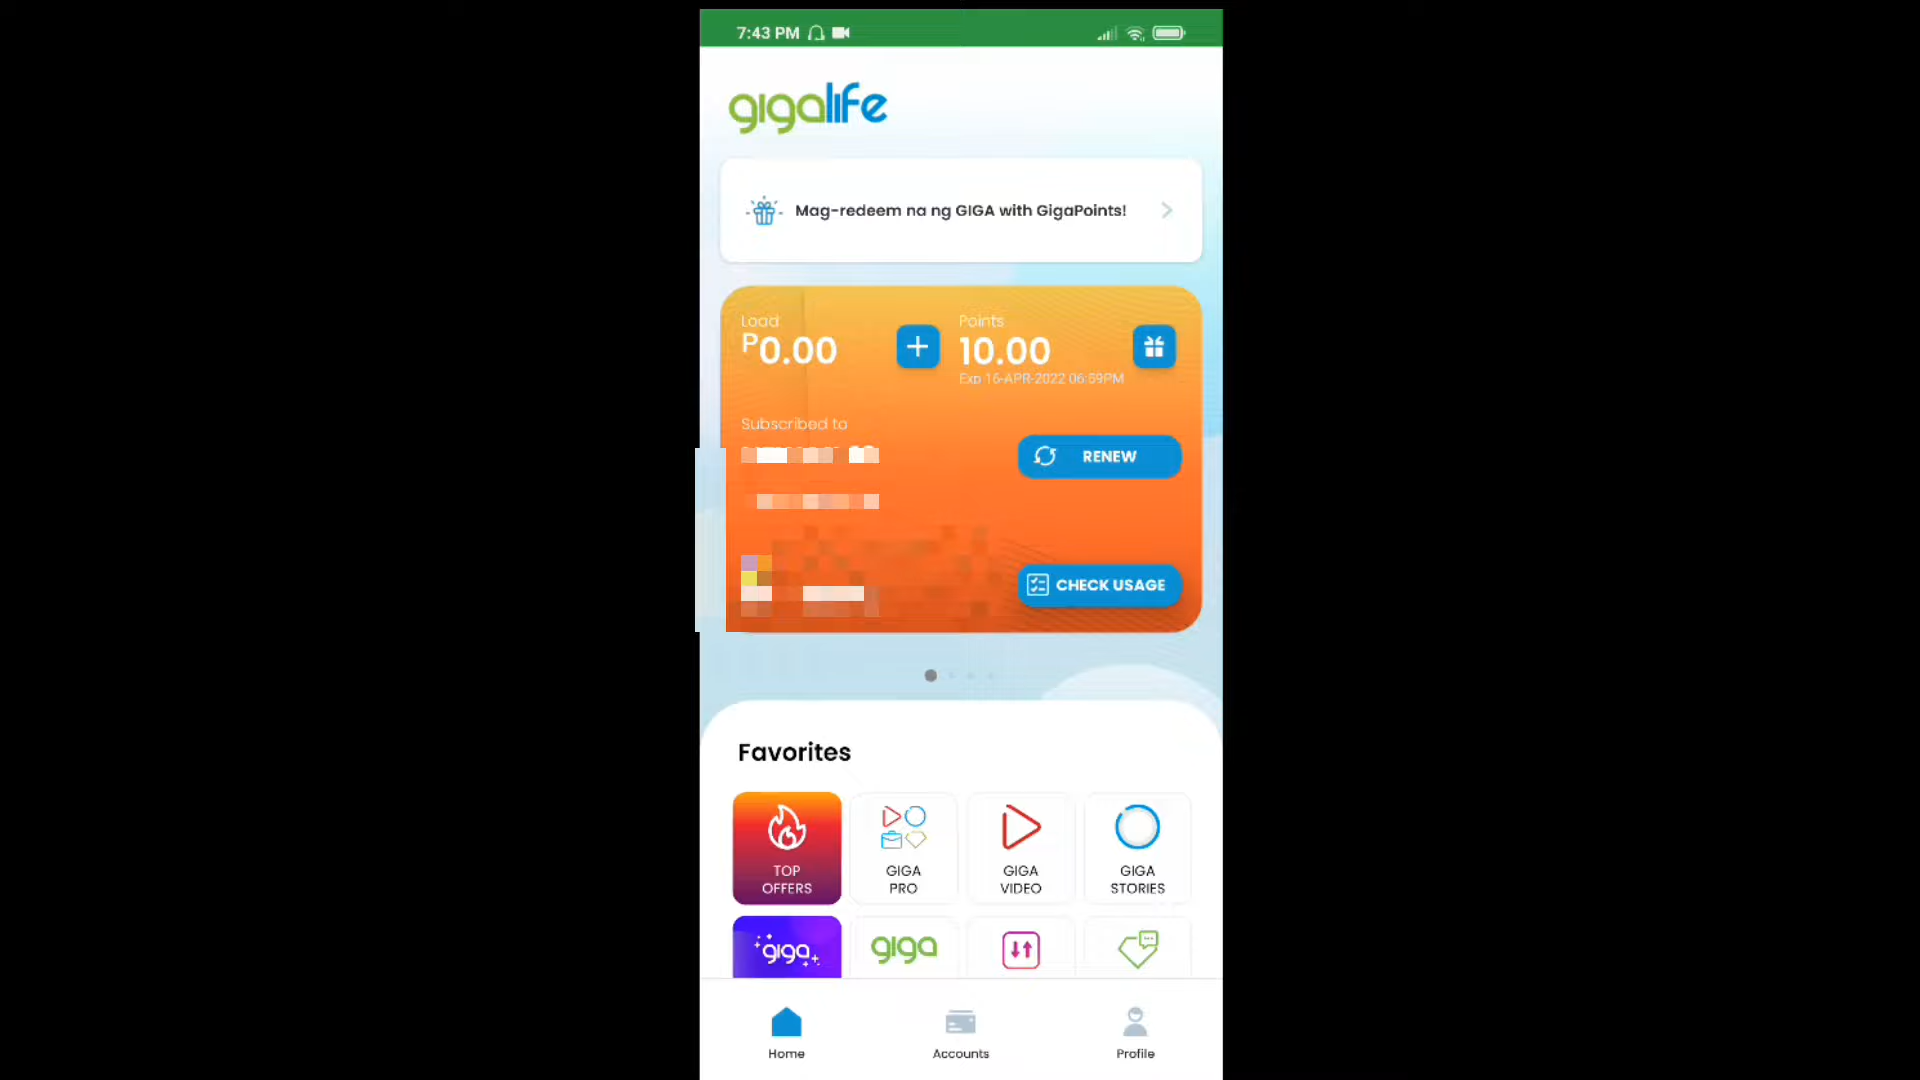 7:43 PM
gigalife
Mag-redeem na ng GIGA with GigaPoints!
Load
P0.00
Points
10.00
Exp 16-APR-2022 06:59PM
Subscribed to
RENEW
CHECK USAGE
Favorites
TOP
OFFERS
GIGA
PRO
GIGA
VIDEO
GIGA
STORIES
giga
giga
Home
Accounts
Profile